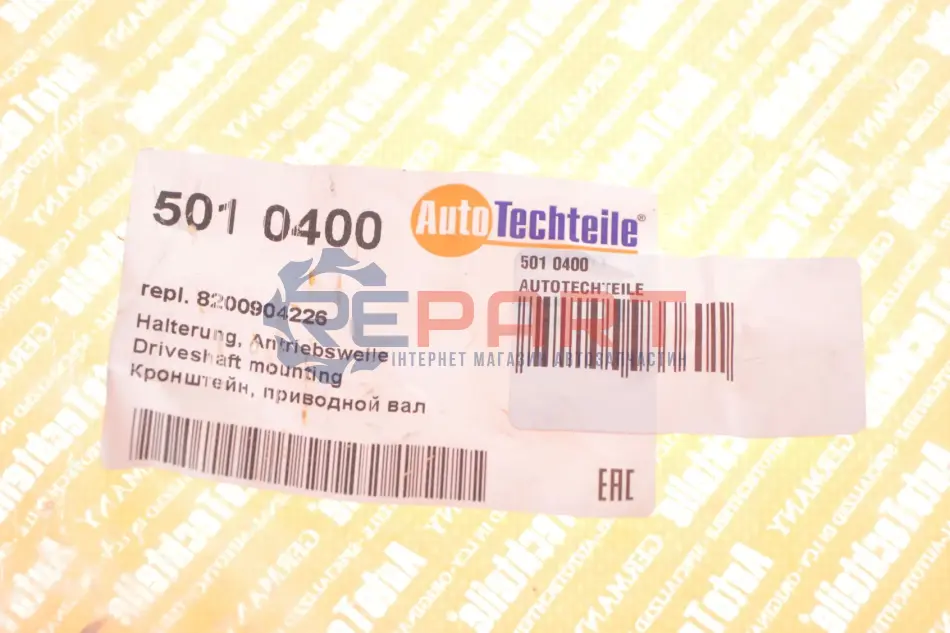 501 0400
AutoTechteile®
501 0400
AUTOTECHTEILE
repl. 8200904226
Halterung, Antriebswelle
Driveshaft mounting
Кронштейн, приводной вал
EAC
REPART
ІНТЕРНЕТ МАГАЗИН АВТОЗАПЧАСТИН